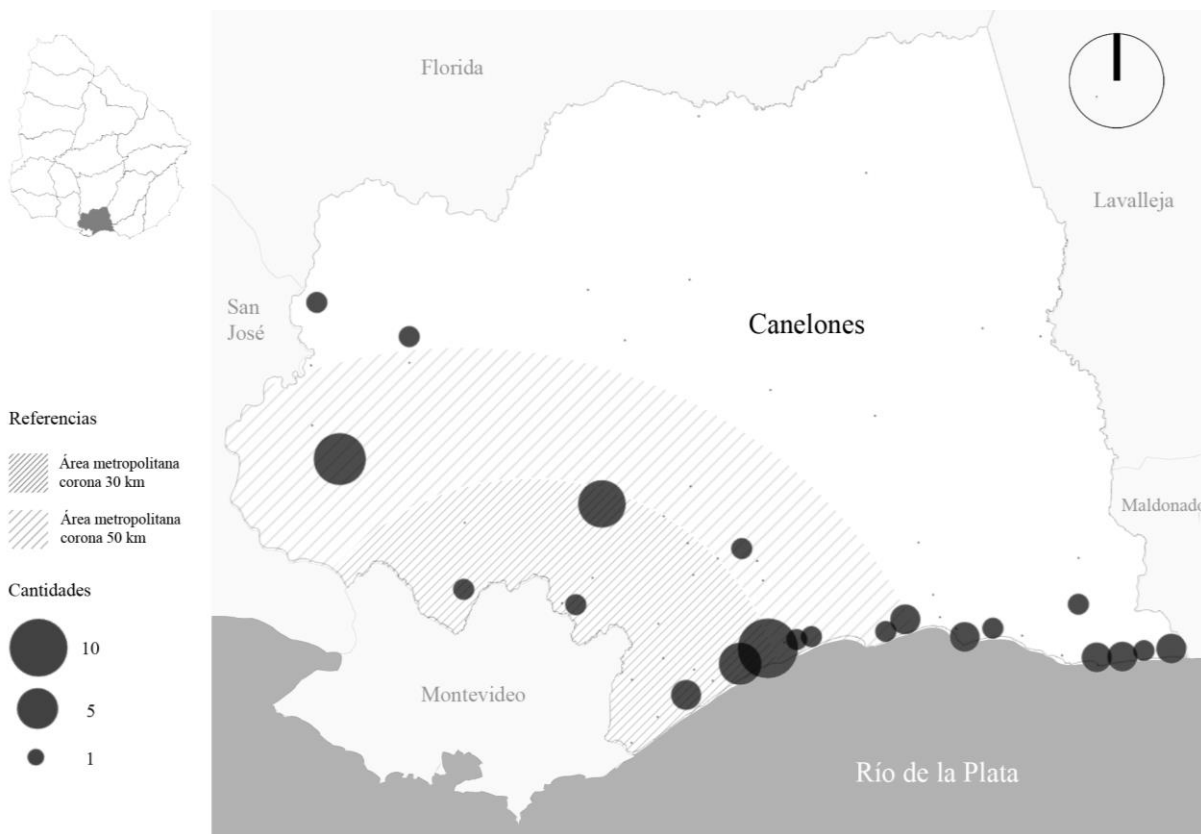 Florida
Lavalleja
San
José
Canelones
Referencias
Área metropolitana
corona 30 km
Área metropolitana
corona 50 km
Maldonado
Cantidades
10
5
1
Montevideo
Río de la Plata